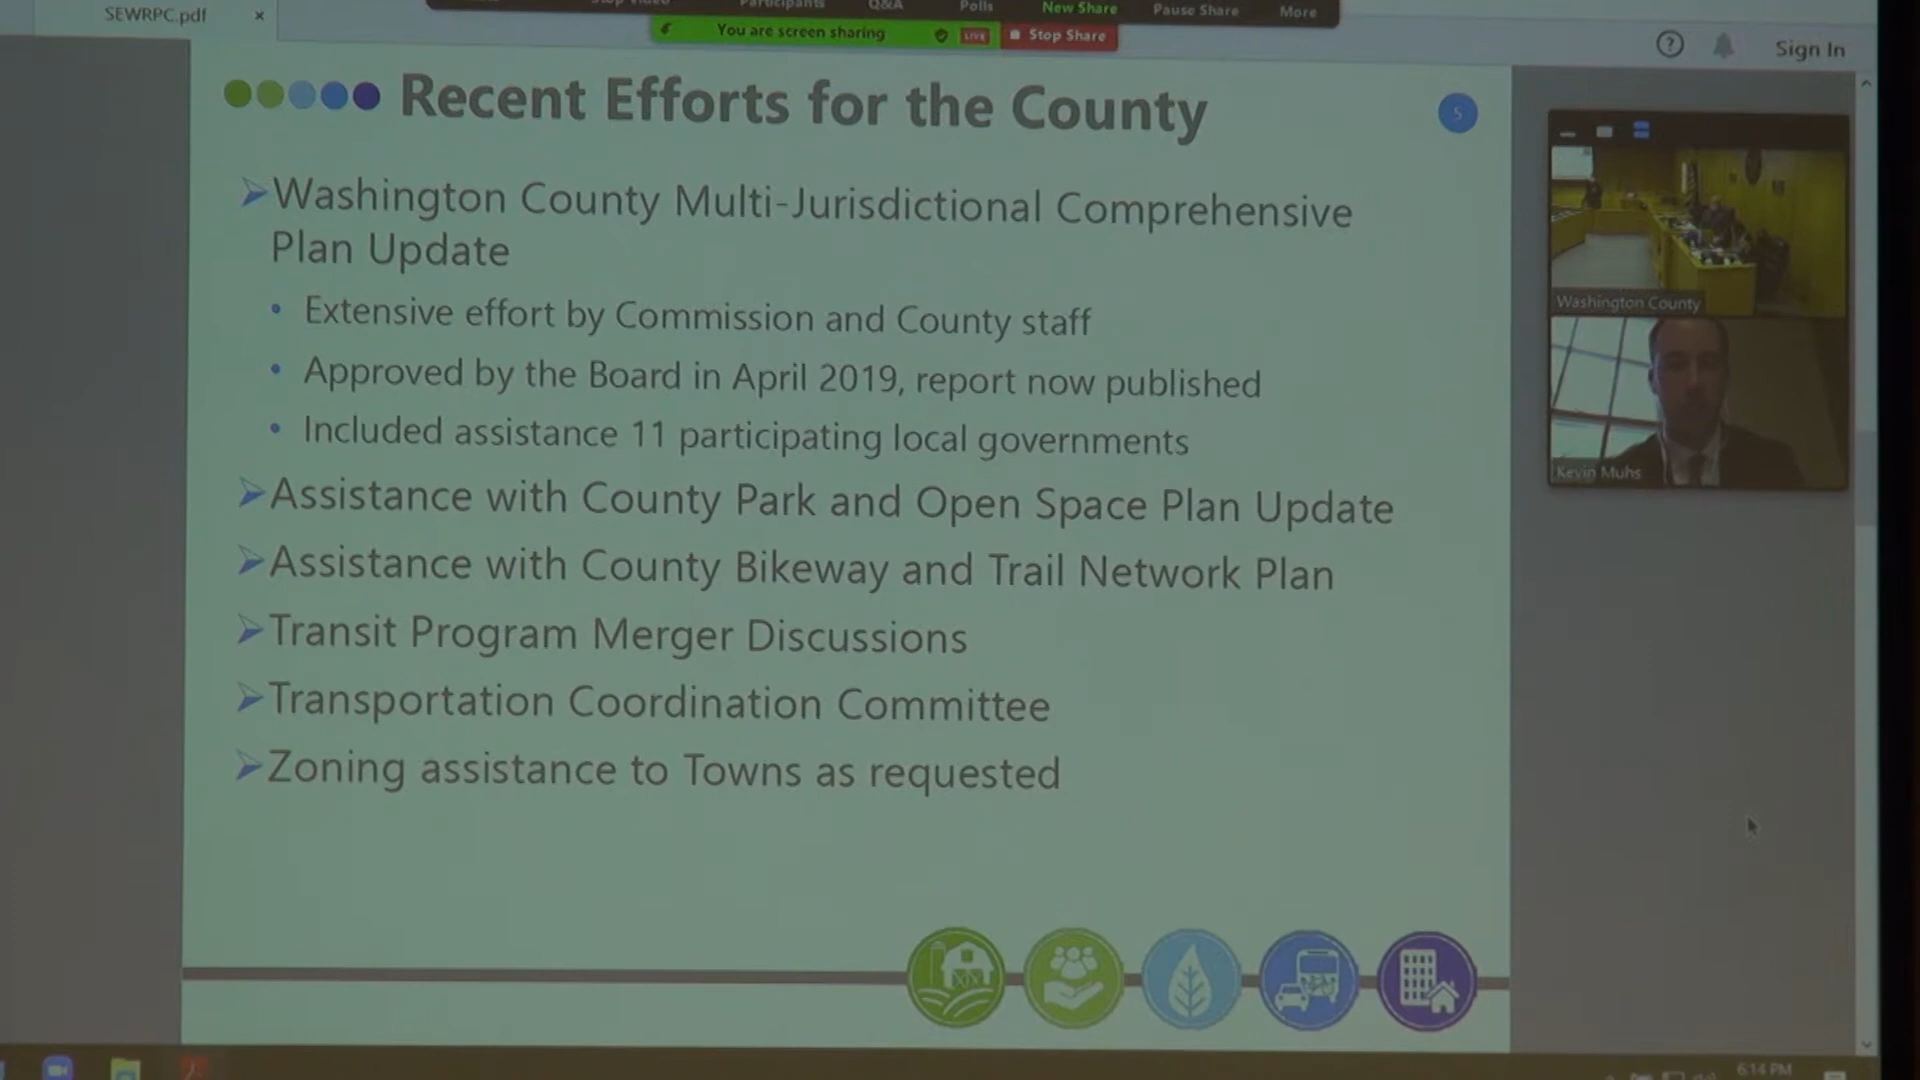 SEWRPC.pdf ×
Participants Q&A Polls New Share Pause Share More
You are screen sharing LIVE Stop Share
? Sign In
Recent Efforts for the County
5
Washington County Multi-Jurisdictional Comprehensive
Plan Update
• Extensive effort by Commission and County staff
• Approved by the Board in April 2019, report now published
• Included assistance 11 participating local governments
Assistance with County Park and Open Space Plan Update
Assistance with County Bikeway and Trail Network Plan
Transit Program Merger Discussions
Transportation Coordination Committee
Zoning assistance to Towns as requested
Washington County
Kevin Muhs
6:14 PM